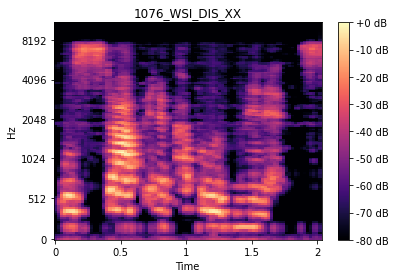 1076_WSI_DIS_XX
8192
4096
2048
1024
512
0
Hz
0
0.5
1
1.5
2
Time
+0 dB
-10 dB
-20 dB
-30 dB
-40 dB
-50 dB
-60 dB
-70 dB
-80 dB